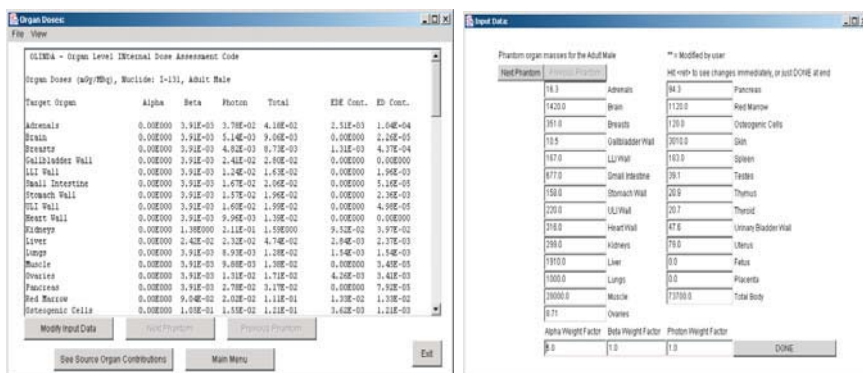 Organ Doses:
File View:
OLINDA - Organ Level INternal Dose Assessment Code
Organ Doses (mGy/MBq), Nuclide: I-131, Adult Male
Target Organ Alpha Beta Photon Total EDE Cont. ED Cont.
Adrenals 0.00E000 3.91E-03 3.78E-02 4.18E-02 2.51E-03 1.04E-04
Brain 0.00E000 3.91E-03 5.14E-03 9.06E-03 0.00E000 2.26E-05
Breasts 0.00E000 3.91E-03 4.82E-03 8.73E-03 1.31E-03 4.37E-04
Gallbladder Wall 0.00E000 3.91E-03 2.41E-02 2.80E-02 0.00E000 0.00E000
LLI Wall 0.00E000 3.91E-03 1.24E-02 1.63E-02 0.00E000 1.96E-03
Small Intestine 0.00E000 3.91E-03 1.67E-02 2.06E-02 0.00E000 5.16E-05
Stomach Wall 0.00E000 3.91E-03 1.57E-02 1.96E-02 0.00E000 2.36E-03
ULI Wall 0.00E000 3.91E-03 1.60E-02 1.99E-02 0.00E000 4.98E-05
Heart Wall 0.00E000 3.91E-03 9.96E-03 1.39E-02 0.00E000 0.00E000
Kidneys 0.00E000 1.38E000 2.11E-01 1.59E000 9.52E-02 3.97E-02
Liver 0.00E000 2.42E-02 2.32E-02 4.74E-02 2.84E-03 2.37E-03
Lungs 0.00E000 3.91E-03 8.93E-03 1.28E-02 1.54E-03 1.54E-03
Muscle 0.00E000 3.91E-03 9.88E-03 1.38E-02 0.00E000 3.45E-05
Ovaries 0.00E000 3.91E-03 1.31E-02 1.71E-02 4.26E-03 3.41E-03
Pancreas 0.00E000 3.91E-03 2.78E-02 3.17E-02 0.00E000 7.92E-05
Red Marrow 0.00E000 9.04E-02 2.02E-02 1.11E-01 1.33E-02 1.33E-02
Osteogenic Cells 0.00E000 1.05E-01 1.55E-02 1.21E-01 3.62E-03 1.21E-03
Modify Input Data Next Phantom Previous Phantom
See Source Organ Contributions Main Menu Exit
Input Data:
Phantom organ masses for the Adult Male ** = Modified by user
Next Phantom Previous Phantom Hit <ret> to see changes immediately, or just DONE at end
16.3 Adrenals 94.3 Pancreas
1420.0 Brain 1120.0 Red Marrow
351.0 Breasts 120.0 Osteogenic Cells
10.5 Gallbladder Wall 3010.0 Skin
167.0 LLI Wall 183.0 Spleen
677.0 Small Intestine 39.1 Testes
158.0 Stomach Wall 20.9 Thymus
220.0 ULI Wall 20.7 Thyroid
316.0 Heart Wall 47.6 Urinary Bladder Wall
299.0 Kidneys 79.0 Uterus
1910.0 Liver 0.0 Fetus
1000.0 Lungs 0.0 Placenta
28000.0 Muscle 73700.0 Total Body
8.71 Ovaries
Alpha Weight Factor Beta Weight Factor Photon Weight Factor
5.0 1.0 1.0 DONE